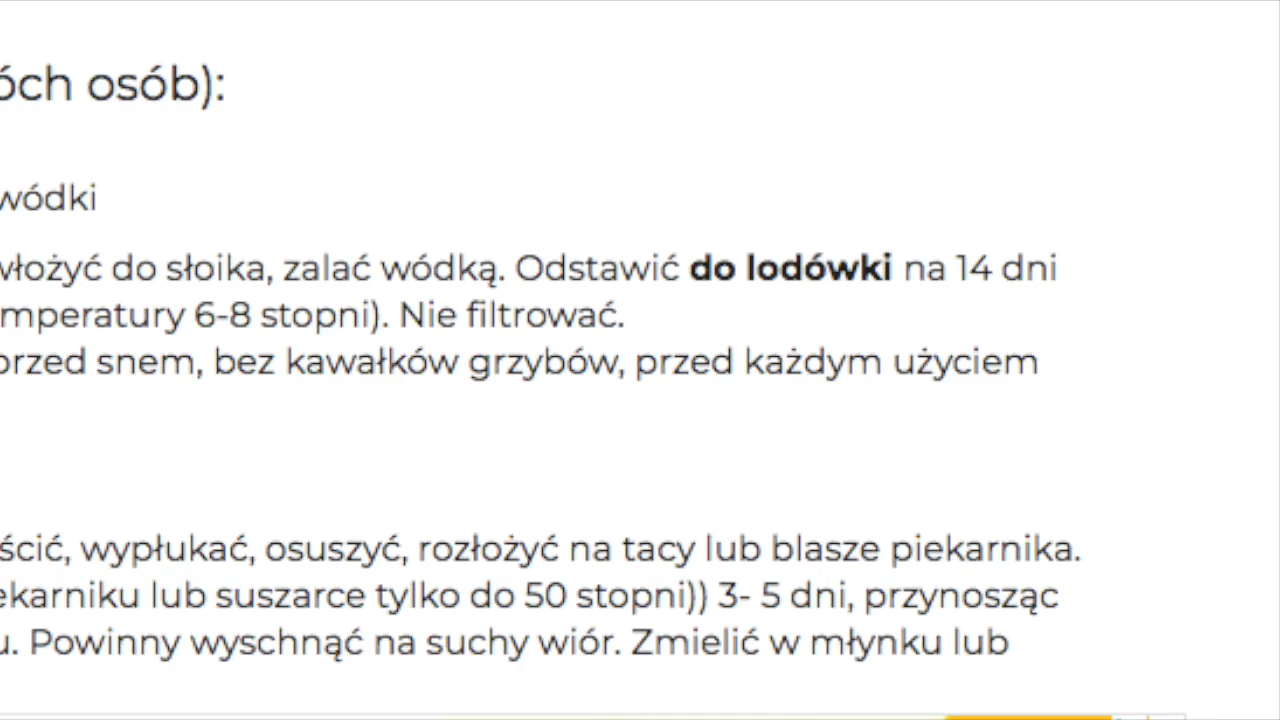 óch osób):
wódki
włożyć do słoika, zalać wódką. Odstawić do lodówki na 14 dni
mperatury 6-8 stopni). Nie filtrować.
przed snem, bez kawałków grzybów, przed każdym użyciem
ścić, wypłukać, osuszyć, rozłożyć na tacy lub blasze piekarnika.
ekarniku lub suszarce tylko do 50 stopni)) 3- 5 dni, przynosząc
u. Powinny wyschnąć na suchy wiór. Zmielić w młynku lub